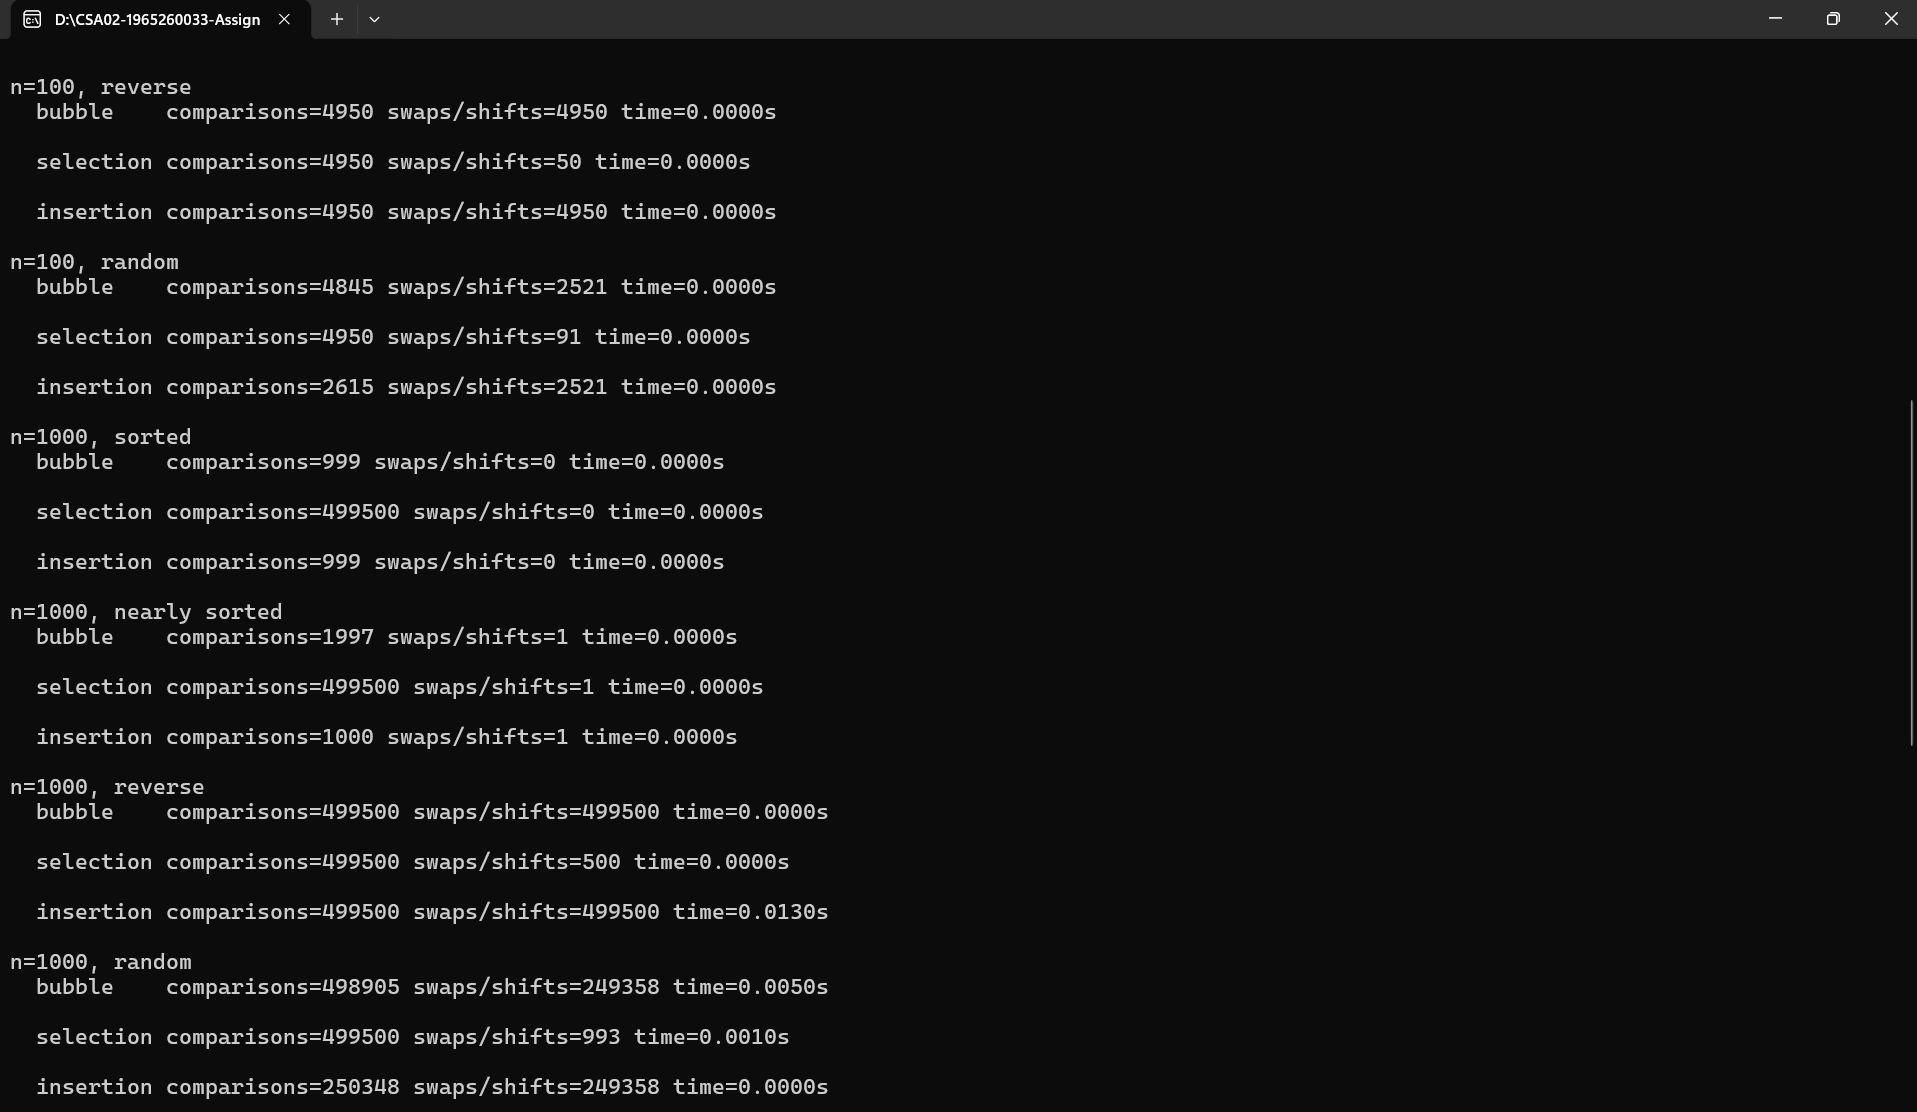 D:\CSA02-1965260033-Assign
n=100, reverse
  bubble    comparisons=4950 swaps/shifts=4950 time=0.0000s
  selection comparisons=4950 swaps/shifts=50 time=0.0000s
  insertion comparisons=4950 swaps/shifts=4950 time=0.0000s
n=100, random
  bubble    comparisons=4845 swaps/shifts=2521 time=0.0000s
  selection comparisons=4950 swaps/shifts=91 time=0.0000s
  insertion comparisons=2615 swaps/shifts=2521 time=0.0000s
n=1000, sorted
  bubble    comparisons=999 swaps/shifts=0 time=0.0000s
  selection comparisons=499500 swaps/shifts=0 time=0.0000s
  insertion comparisons=999 swaps/shifts=0 time=0.0000s
n=1000, nearly sorted
  bubble    comparisons=1997 swaps/shifts=1 time=0.0000s
  selection comparisons=499500 swaps/shifts=1 time=0.0000s
  insertion comparisons=1000 swaps/shifts=1 time=0.0000s
n=1000, reverse
  bubble    comparisons=499500 swaps/shifts=499500 time=0.0000s
  selection comparisons=499500 swaps/shifts=500 time=0.0000s
  insertion comparisons=499500 swaps/shifts=499500 time=0.0130s
n=1000, random
  bubble    comparisons=498905 swaps/shifts=249358 time=0.0050s
  selection comparisons=499500 swaps/shifts=993 time=0.0010s
  insertion comparisons=250348 swaps/shifts=249358 time=0.0000s